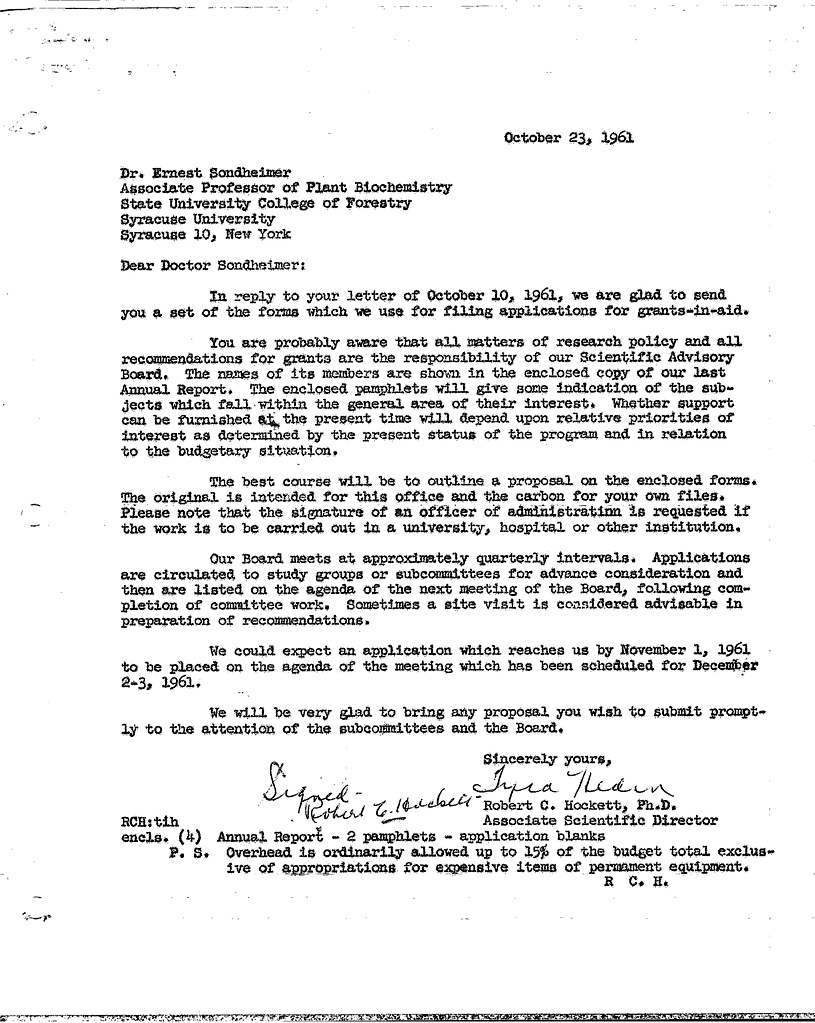 October 23, 1961
Dr. Ernest Sondheimer
Associate Professor of Plant Biochemistry
State University College of Forestry
Syracuse University
Syracuse 10, New York
Dear Doctor Sondheimer:
In reply to your letter of October 10, 1961, we are glad to send
you a set of the forms which we use for filing applications for grants-in-aid.
You are probably aware that all matters of research policy and all
recommendations for grants are the responsibility of our Scientific Advisory
Board. The names of its members are shown in the enclosed copy of our last
Annual Report. The enclosed pamphlets will give some indication of the sub-
jects which fall within the general area of their interest. Whether support
can be furnished at the present time will depend upon relative priorities of
interest as determined by the present status of the program and in relation
to the budgetary situation.
The best course will be to outline a proposal on the enclosed forms.
The original is intended for this office and the carbon for your own files.
Please note that the signature of an officer of administration is requested if
the work is to be carried out in a university, hospital or other institution.
Our Board meets at approximately quarterly intervals. Applications
are circulated to study groups or subcommittees for advance consideration and
then are listed on the agenda of the next meeting of the Board, following com-
pletion of committee work. Sometimes a site visit is considered advisable in
preparation of recommendations.
We could expect an application which reaches us by November 1, 1961
to be placed on the agenda of the meeting which has been scheduled for December
2-3, 1961.
We will be very glad to bring any proposal you wish to submit prompt-
ly to the attention of the subcommittees and the Board.
Sincerely yours,
Signed-
Robert C. Hockett-
Robert C. Hockett, Ph.D.
RCH:tih Associate Scientific Director
encls. (4) Annual Report - 2 pamphlets - application blanks
P. S. Overhead is ordinarily allowed up to 15% of the budget total exclus-
ive of appropriations for expensive items of permament equipment.
R C. H.